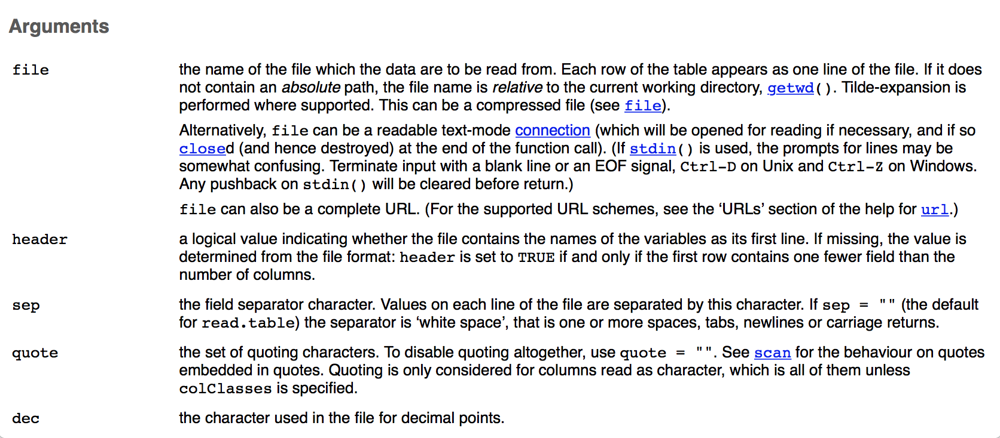 Arguments
file the name of the file which the data are to be read from. Each row of the table appears as one line of the file. If it does
not contain an absolute path, the file name is relative to the current working directory, getwd(). Tilde-expansion is
performed where supported. This can be a compressed file (see file).
Alternatively, file can be a readable text-mode connection (which will be opened for reading if necessary, and if so
closed (and hence destroyed) at the end of the function call). (If stdin() is used, the prompts for lines may be
somewhat confusing. Terminate input with a blank line or an EOF signal, Ctrl-D on Unix and Ctrl-Z on Windows.
Any pushback on stdin() will be cleared before return.)
file can also be a complete URL. (For the supported URL schemes, see the ‘URLs’ section of the help for url.)
header a logical value indicating whether the file contains the names of the variables as its first line. If missing, the value is
determined from the file format: header is set to TRUE if and only if the first row contains one fewer field than the
number of columns.
sep the field separator character. Values on each line of the file are separated by this character. If sep = "" (the default
for read.table) the separator is ‘white space’, that is one or more spaces, tabs, newlines or carriage returns.
quote the set of quoting characters. To disable quoting altogether, use quote = "". See scan for the behaviour on quotes
embedded in quotes. Quoting is only considered for columns read as character, which is all of them unless
colClasses is specified.
dec the character used in the file for decimal points.